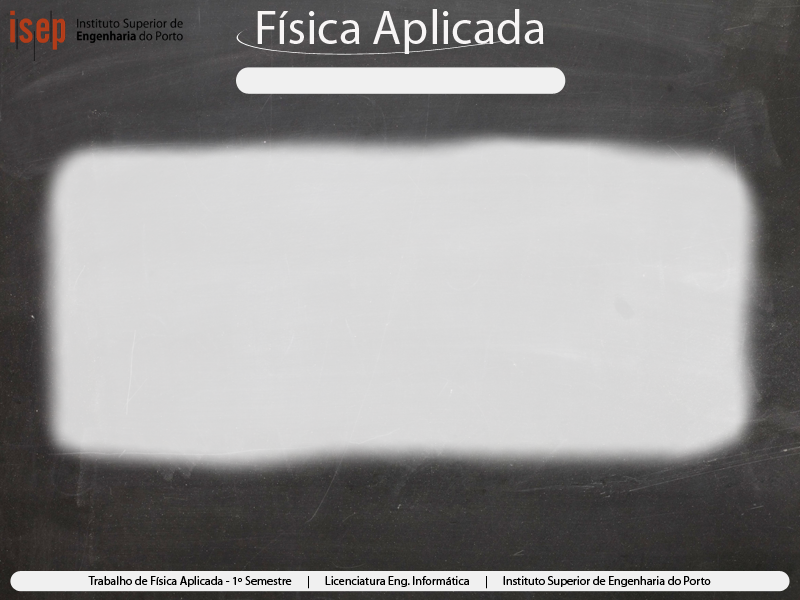 isep
Instituto Superior de
Engenharia do Porto
Física Aplicada
Trabalho de Física Aplicada - 1º Semestre | Licenciatura Eng. Informática | Instituto Superior de Engenharia do Porto